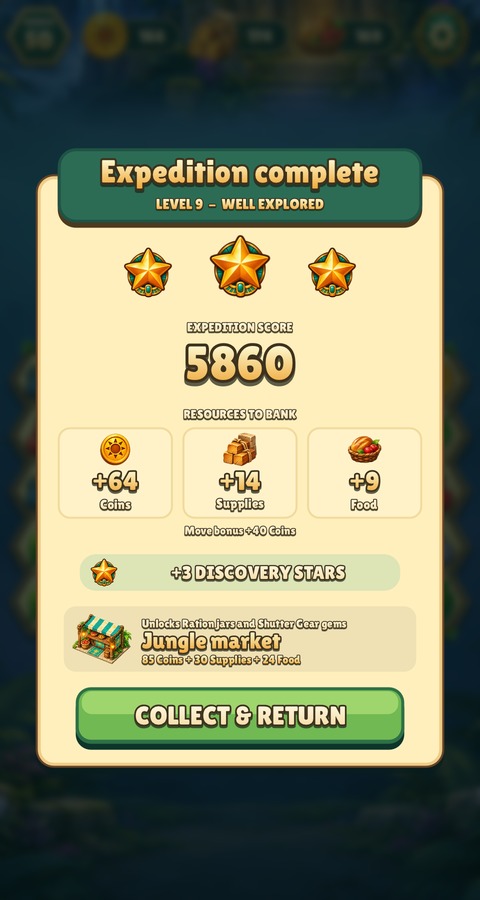 Expedition complete
LEVEL 9 – WELL EXPLORED
EXPEDITION SCORE
5860
RESOURCES TO BANK
+64
Coins
+14
Supplies
+9
Food
Move bonus +40 Coins
+3 DISCOVERY STARS
Unlocks Ration jars and Shutter Gear gems
Jungle market
85 Coins + 30 Supplies + 24 Food
COLLECT & RETURN